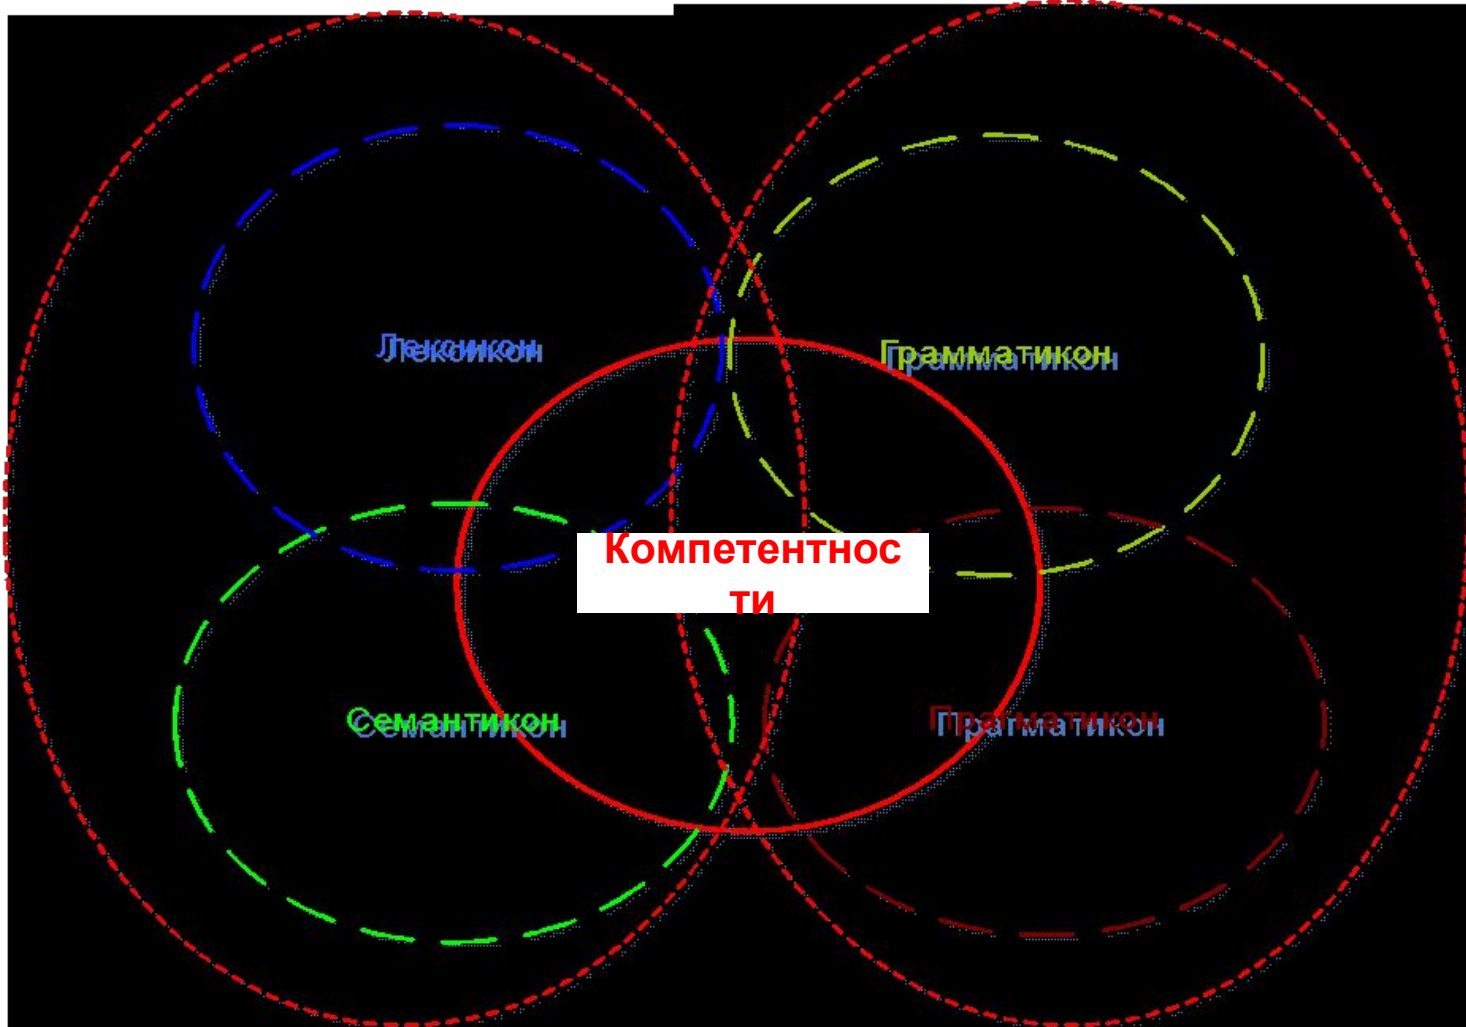 Лексикон
Грамматикон
Компетентнос
ти
Семантикон
Прагматикон